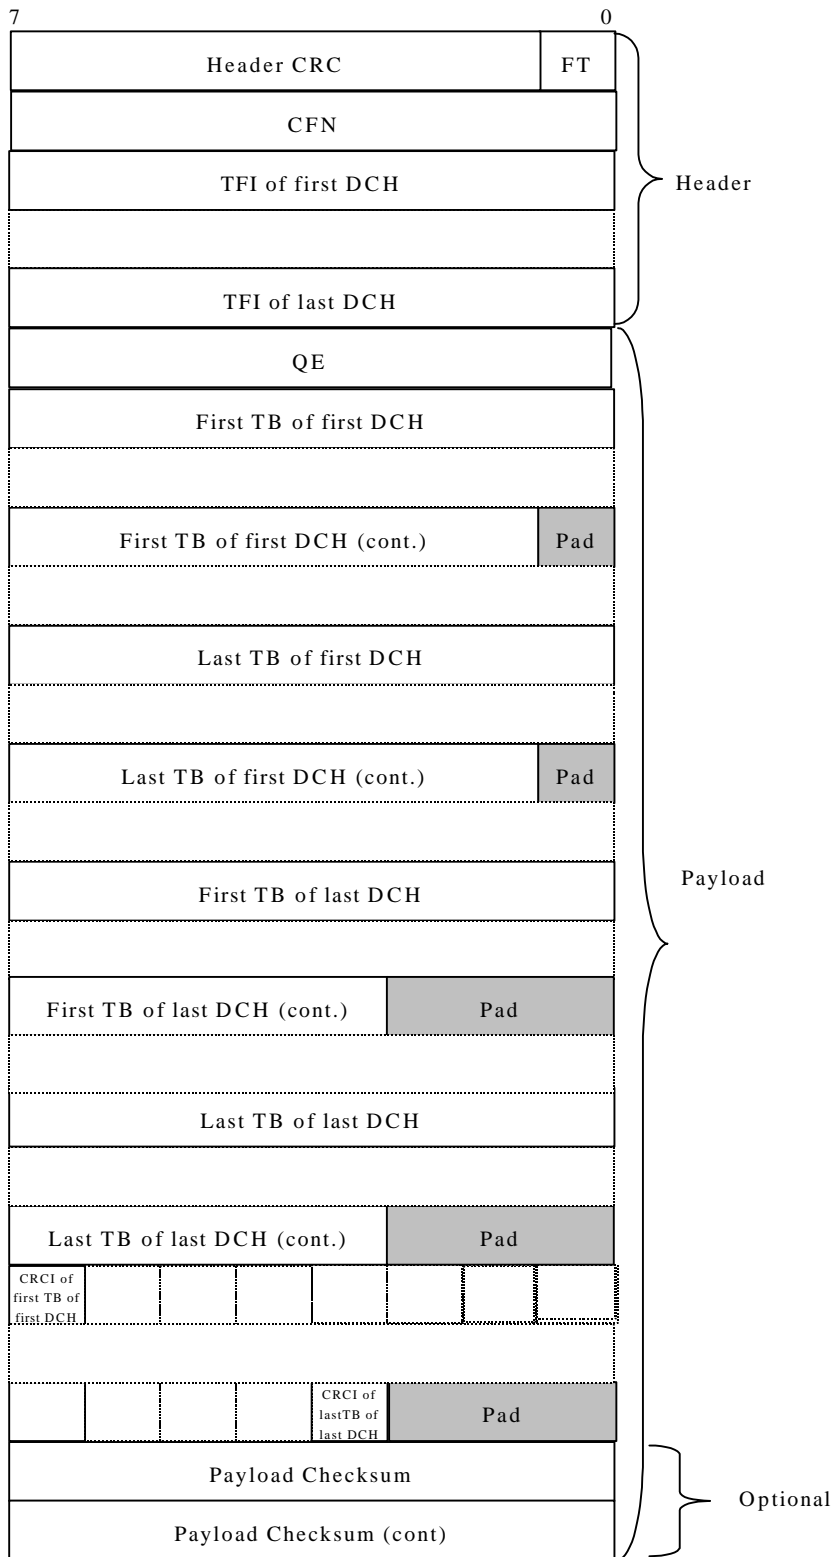 7 0
Header CRC FT
CFN
TFI of first DCH
Header
TFI of last DCH
QE
First TB of first DCH
First TB of first DCH (cont.) Pad
Last TB of first DCH
Last TB of first DCH (cont.) Pad
Payload
First TB of last DCH
First TB of last DCH (cont.) Pad
Last TB of last DCH
Last TB of last DCH (cont.) Pad
CRCI of
first TB of
first DCH
CRCI of
lastTB of
last DCH
Pad
Payload Checksum
Optional
Payload Checksum (cont)